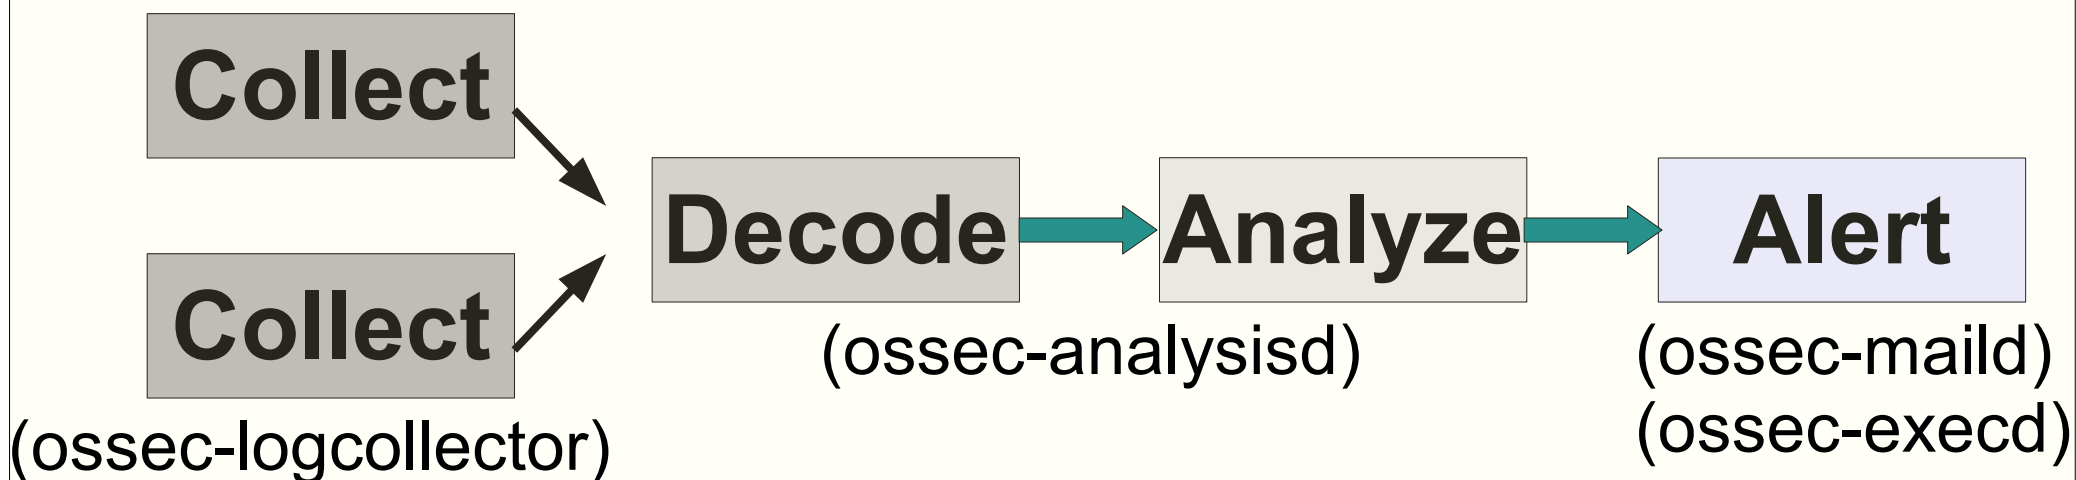 Collect
Collect
(ossec-logcollector)
Decode
Analyze
(ossec-analysisd)
Alert
(ossec-maild)
(ossec-execd)